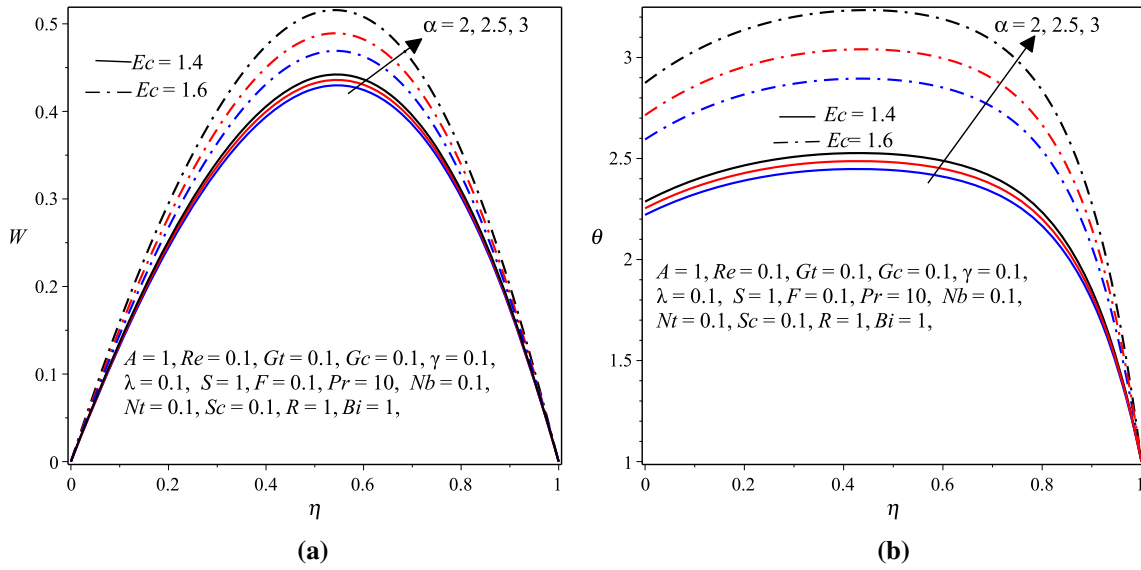 α = 2, 2.5, 3
Ec = 1.4
Ec = 1.6
0.5
0.4
0.3
0.2
0.1
0
W
A = 1, Re = 0.1, Gt = 0.1, Gc = 0.1, γ = 0.1,
λ = 0.1, S = 1, F = 0.1, Pr = 10, Nb = 0.1,
Nt = 0.1, Sc = 0.1, R = 1, Bi = 1,
0 0.2 0.4 0.6 0.8 1
η
(a)
α = 2, 2.5, 3
Ec = 1.4
Ec= 1.6
3
2.5
2
1.5
1
θ
A = 1, Re = 0.1, Gt = 0.1, Gc = 0.1, γ = 0.1,
λ = 0.1, S = 1, F = 0.1, Pr = 10, Nb = 0.1,
Nt = 0.1, Sc = 0.1, R = 1, Bi = 1,
0 0.2 0.4 0.6 0.8 1
η
(b)